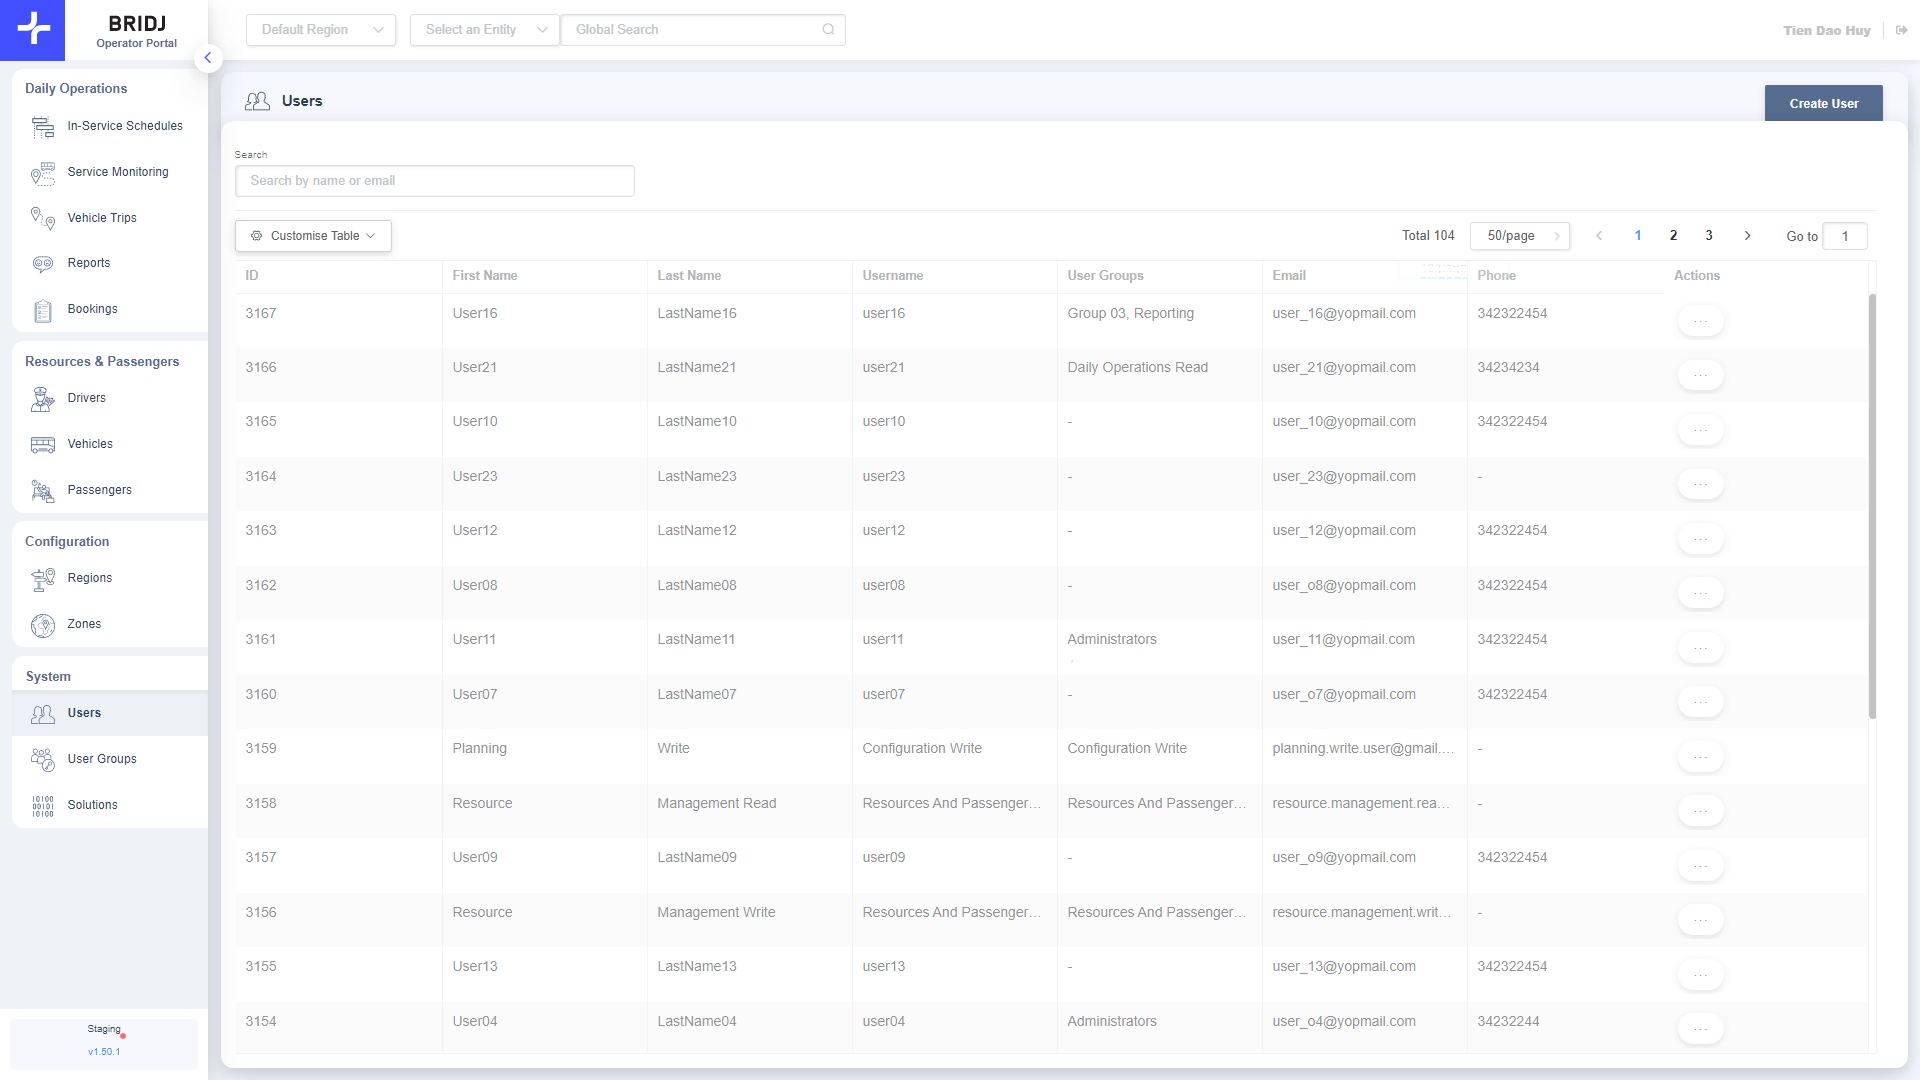 BRIDJ
Operator Portal
Default Region
Select an Entity
Global Search
Tien Dao Huy
Daily Operations
In-Service Schedules
Service Monitoring
Vehicle Trips
Reports
Bookings
Resources & Passengers
Drivers
Vehicles
Passengers
Configuration
Regions
Zones
System
Users
User Groups
Solutions
Staging
v1.50.1
Users
Create User
Search
Search by name or email
Customise Table
Total 104 50/page 1 2 3 Go to 1
ID First Name Last Name Username User Groups Email Phone Actions
3167 User16 LastName16 user16 Group 03, Reporting user_16@yopmail.com 342322454 ...
3166 User21 LastName21 user21 Daily Operations Read user_21@yopmail.com 34234234 ...
3165 User10 LastName10 user10 - user_10@yopmail.com 342322454 ...
3164 User23 LastName23 user23 - user_23@yopmail.com - ...
3163 User12 LastName12 user12 - user_12@yopmail.com 342322454 ...
3162 User08 LastName08 user08 - user_o8@yopmail.com 342322454 ...
3161 User11 LastName11 user11 Administrators user_11@yopmail.com 342322454 ...
3160 User07 LastName07 user07 - user_o7@yopmail.com 342322454 ...
3159 Planning Write Configuration Write Configuration Write planning.write.user@gmail.... - ...
3158 Resource Management Read Resources And Passenger... Resources And Passenger... resource.management.rea... - ...
3157 User09 LastName09 user09 - user_o9@yopmail.com 342322454 ...
3156 Resource Management Write Resources And Passenger... Resources And Passenger... resource.management.writ... - ...
3155 User13 LastName13 user13 - user_13@yopmail.com 342322454 ...
3154 User04 LastName04 user04 Administrators user_o4@yopmail.com 34232244 ...